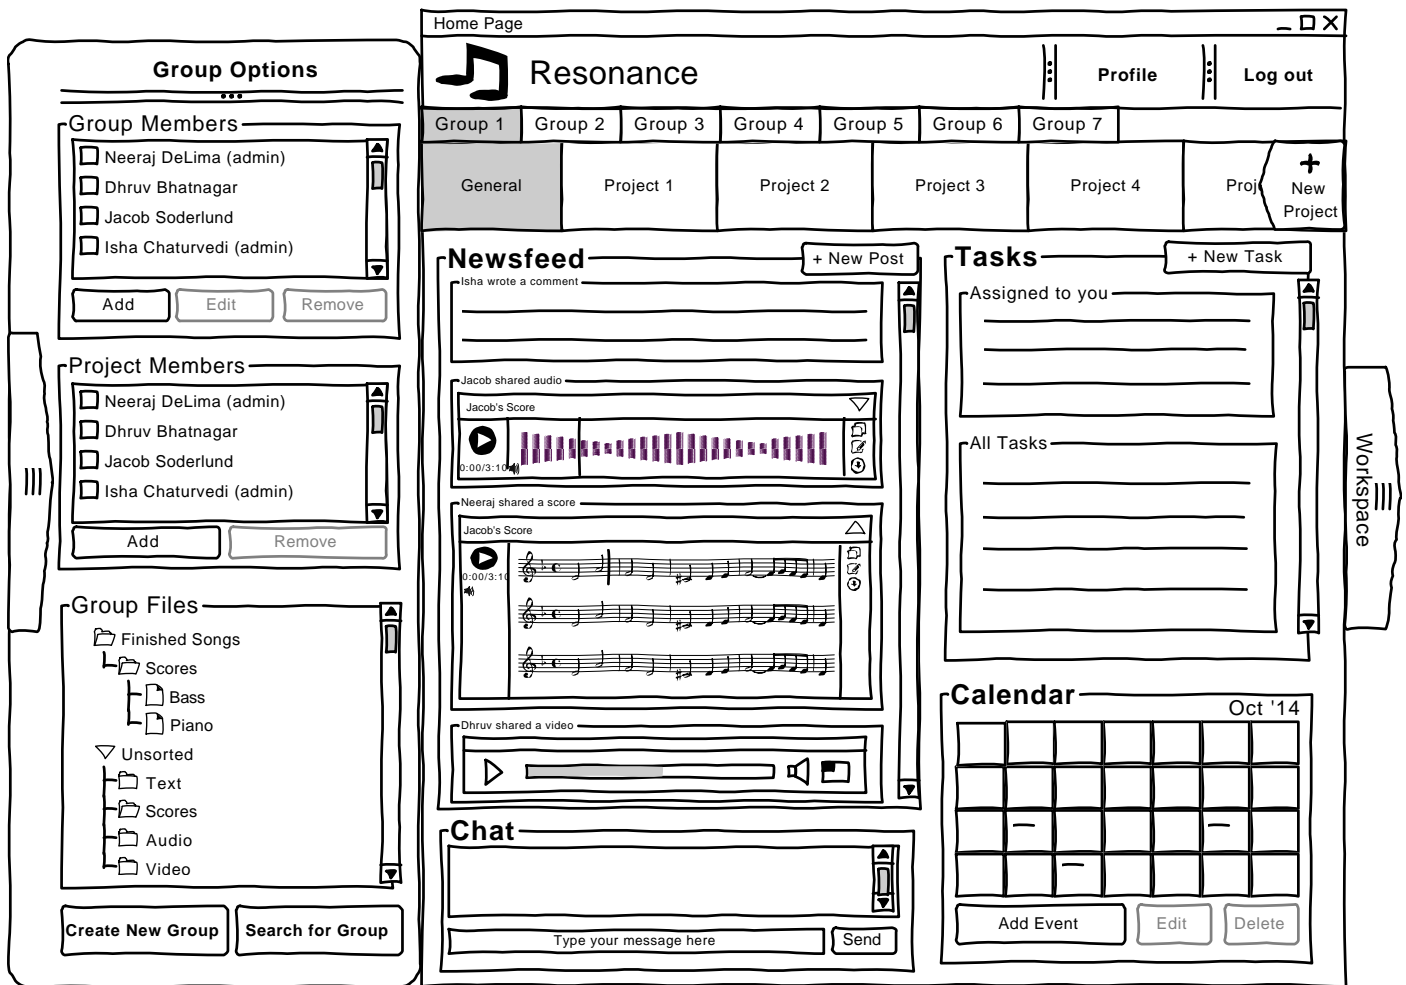 Home Page
Resonance
Profile
Log out
Group 1
Group 2
Group 3
Group 4
Group 5
Group 6
Group 7
General
Project 1
Project 2
Project 3
Project 4
Proj
New
Project
Group Options
Group Members
Neeraj DeLima (admin)
Dhruv Bhatnagar
Jacob Soderlund
Isha Chaturvedi (admin)
Add
Edit
Remove
Project Members
Neeraj DeLima (admin)
Dhruv Bhatnagar
Jacob Soderlund
Isha Chaturvedi (admin)
Add
Remove
Group Files
Finished Songs
Scores
Bass
Piano
Unsorted
Text
Scores
Audio
Video
Create New Group
Search for Group
Newsfeed
+ New Post
Isha wrote a comment
Jacob shared audio
Jacob's Score
0:00/3:10
Neeraj shared a score
Jacob's Score
0:00/3:10
Dhruv shared a video
Chat
Type your message here
Send
Tasks
+ New Task
Assigned to you
All Tasks
Calendar
Oct '14
Add Event
Edit
Delete
Workspace